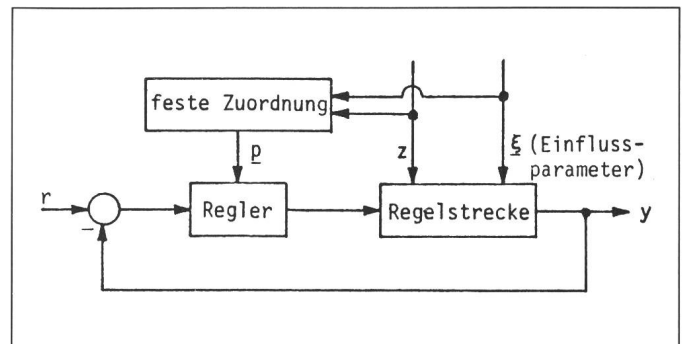 feste Zuordnung
p
z
ξ (Einfluss-
parameter)
r
Regler
Regelstrecke
y
−